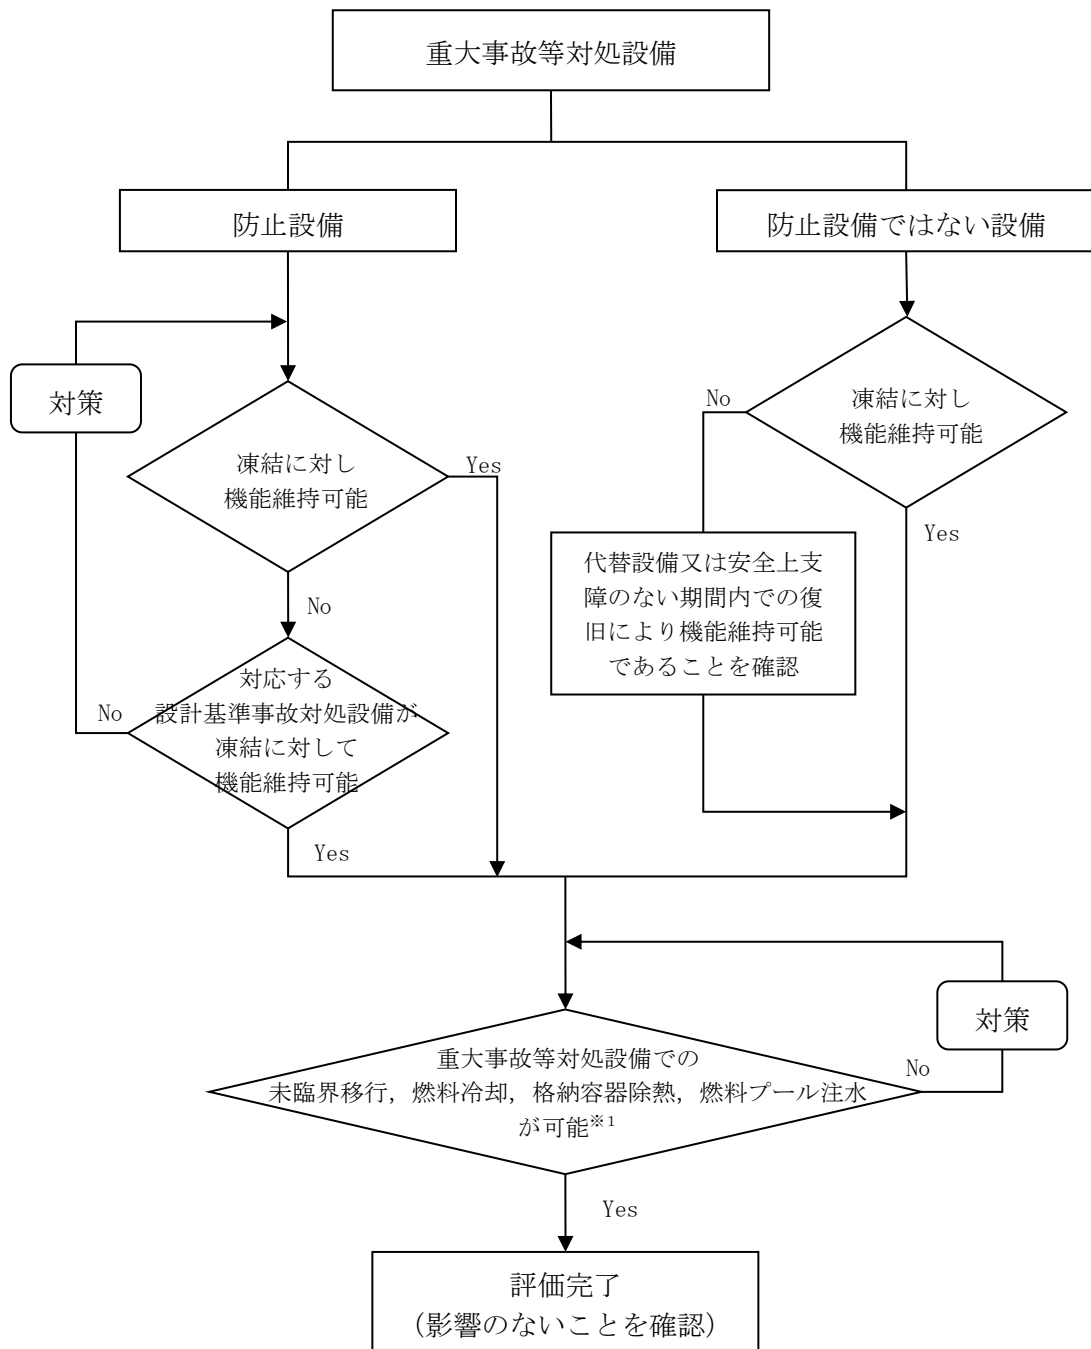 重大事故等対処設備
防止設備
防止設備ではない設備
対策
凍結に対し
機能維持可能
Yes
No
対応する
設計基準事故対処設備が
凍結に対して
機能維持可能
No
Yes
No
凍結に対し
機能維持可能
Yes
代替設備又は安全上支
障のない期間内での復
旧により機能維持可能
であることを確認
対策
重大事故等対処設備での
未臨界移行，燃料冷却，格納容器除熱，燃料プール注水
が可能※1
No
Yes
評価完了
（影響のないことを確認）